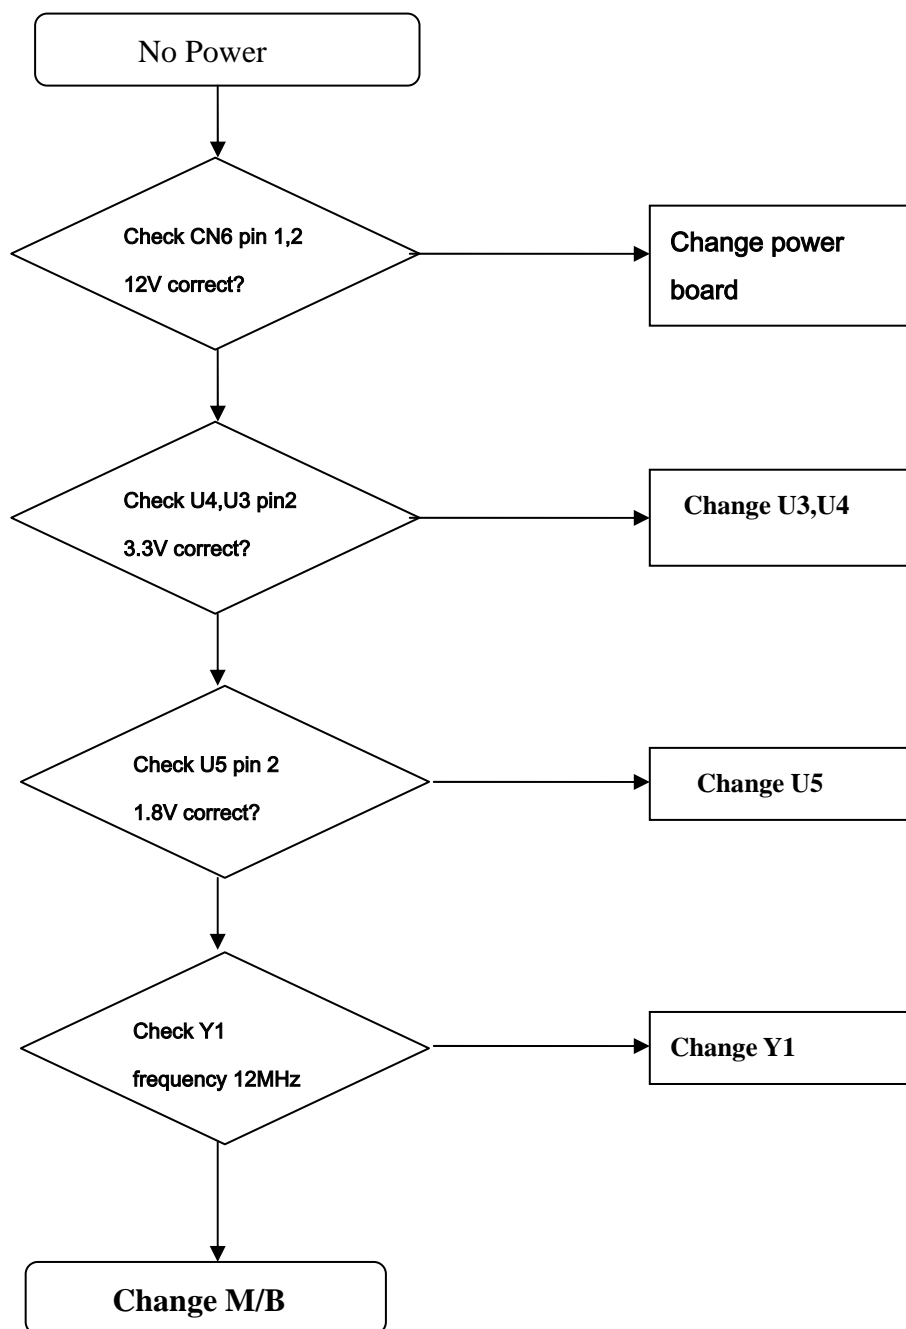 No Power
Check CN6 pin 1,2
12V correct?
Change power
board
Check U4,U3 pin2
3.3V correct?
Change U3,U4
Check U5 pin 2
1.8V correct?
Change U5
Check Y1
frequency 12MHz
Change Y1
Change M/B